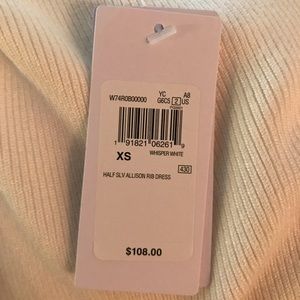 W74R0B00000 YC A8
G6C5 2 US
1 91821 06261 9
XS WHISPER WHITE
430
HALF SLV ALLISON RIB DRESS
$108.00